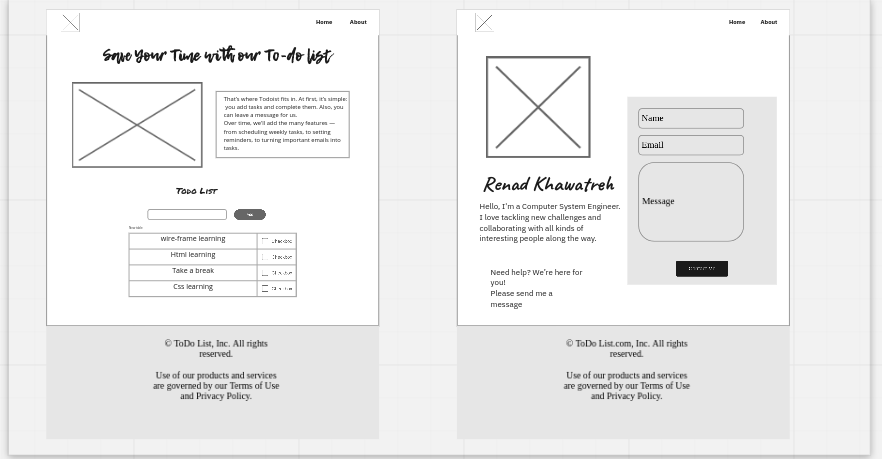 Home About
Save Your Time with our To-do list
That's where Todoist fits in. At first, it's simple:
you add tasks and complete them. Also, you
can leave a message for us.
Over time, we'll add the many features —
from scheduling weekly tasks, to setting
reminders, to turning important emails into
tasks.
Todo List
wire-frame learning Checkbox
Html learning Checkbox
Take a break Checkbox
Css learning Checkbox
© ToDo List, Inc. All rights
reserved.
Use of our products and services
are governed by our Terms of Use
and Privacy Policy.
Home About
Renad Khawatreh
Hello, I'm a Computer System Engineer.
I love tackling new challenges and
collaborating with all kinds of
interesting people along the way.
Need help? We're here for
you!
Please send me a
message
Name
Email
Message
© ToDo List.com, Inc. All rights
reserved.
Use of our products and services
are governed by our Terms of Use
and Privacy Policy.